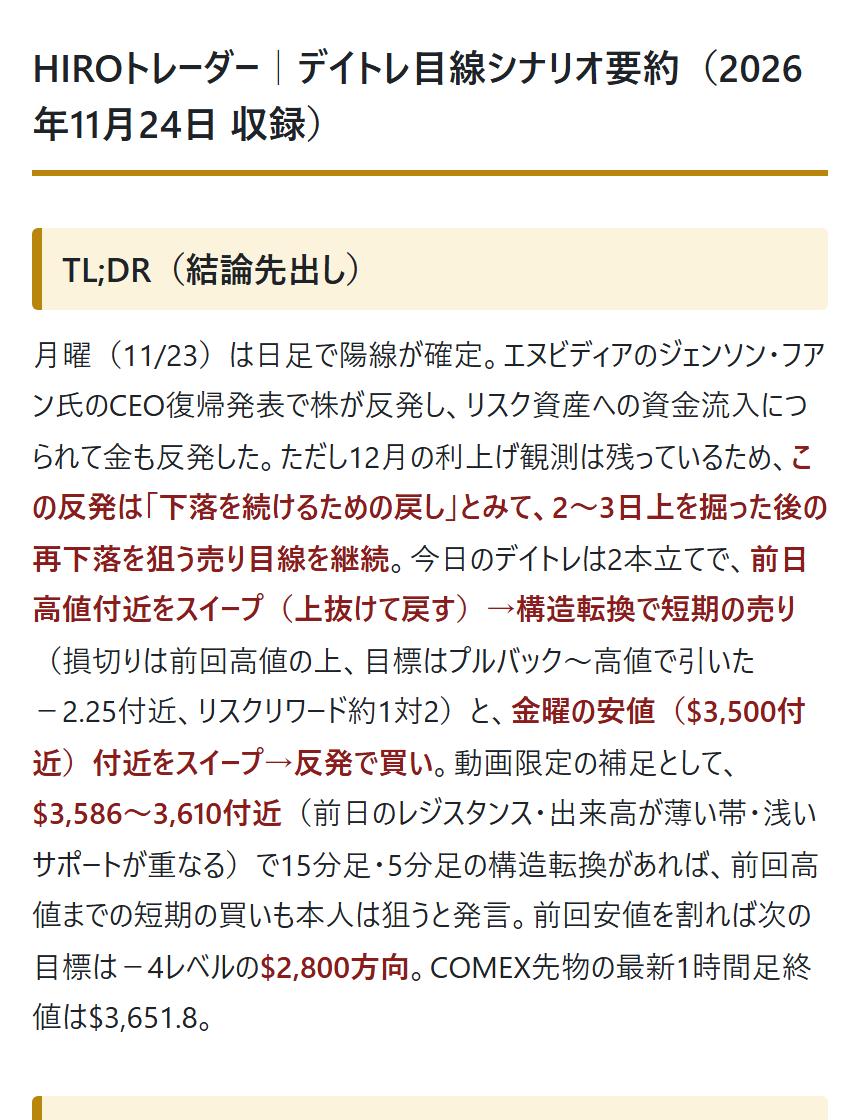 HIROトレーダー｜デイトレ目線シナリオ要約（2026
年11月24日 収録）
TL;DR（結論先出し）
月曜（11/23）は日足で陽線が確定。エヌビディアのジェンソン・フア
ン氏のCEO復帰発表で株が反発し、リスク資産への資金流入につ
られて金も反発した。ただし12月の利上げ観測は残っているため、こ
の反発は「下落を続けるための戻し」とみて、2〜3日上を掘った後の
再下落を狙う売り目線を継続。今日のデイトレは2本立てで、前日
高値付近をスイープ（上抜けて戻す）→構造転換で短期の売り
（損切りは前回高値の上、目標はプルバック〜高値で引いた
−2.25付近、リスクリワード約1対2）と、金曜の安値（$3,500付
近）付近をスイープ→反発で買い。動画限定の補足として、
$3,586〜3,610付近（前日のレジスタンス・出来高が薄い帯・浅い
サポートが重なる）で15分足・5分足の構造転換があれば、前回高
値までの短期の買いも本人は狙うと発言。前回安値を割れば次の
目標は−4レベルの$2,800方向。COMEX先物の最新1時間足終
値は$3,651.8。